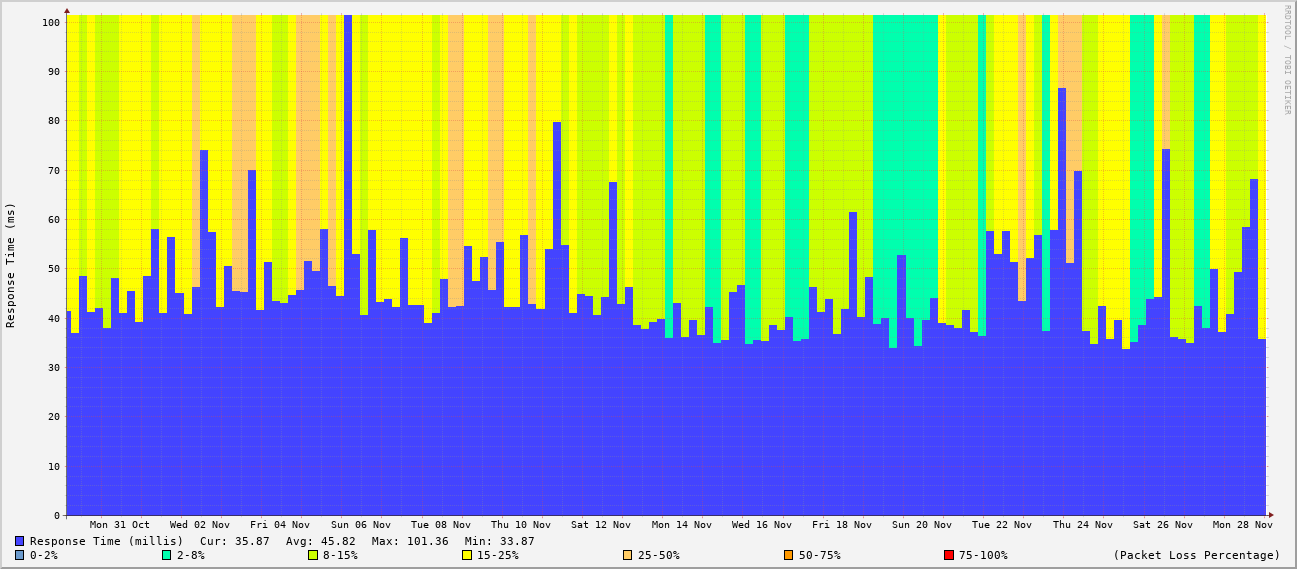 RRDTOOL / TOBI OETIKER
Response Time (ms)
100
90
80
70
60
50
40
30
20
10
0
Mon 31 Oct Wed 02 Nov Fri 04 Nov Sun 06 Nov Tue 08 Nov Thu 10 Nov Sat 12 Nov Mon 14 Nov Wed 16 Nov Fri 18 Nov Sun 20 Nov Tue 22 Nov Thu 24 Nov Sat 26 Nov Mon 28 Nov
Response Time (millis) Cur: 35.87 Avg: 45.82 Max: 101.36 Min: 33.87
0-2% 2-8% 8-15% 15-25% 25-50% 50-75% 75-100% (Packet Loss Percentage)